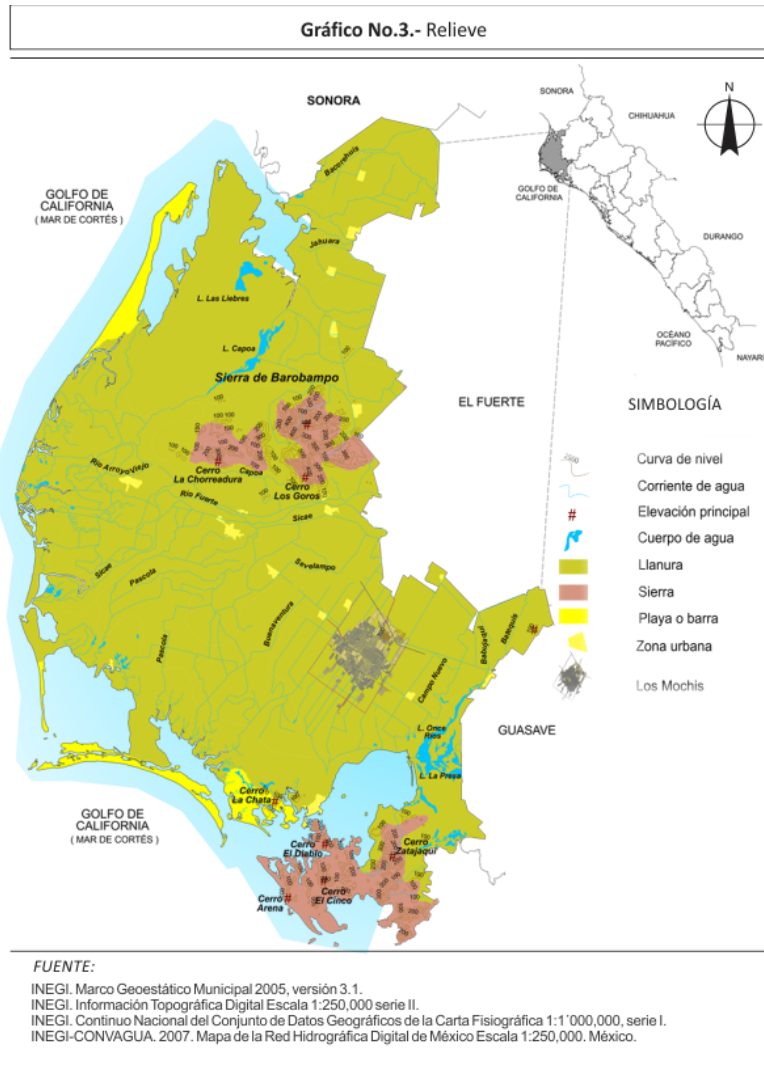 Gráfico No.3.- Relieve
SONORA
GOLFO DE
CALIFORNIA
( MAR DE CORTÉS )
SONORA
CHIHUAHUA
N
GOLFO DE
CALIFORNIA
DURANGO
OCÉANO
PACÍFICO
NAYARI
Bacorehuis
Jahuara
L. Las Liebres
L. Capoa
100
Sierra de Barobampo
EL FUERTE
Cerro
La Chorreadura
Capoa
Cerro
Los Goros
Rio Arroyo Viejo
Rio Fuerte
Sicae
Sicae
Pascola
Sevelampo
Buenaventura
Pascola
Campo Nuevo
Babujaqui
GUASAVE
L. Once
Rios
L. La Presa
Cerro
La Chata
Cerro
El Diablo
Cerro
Zatajaqui
Cerro
El Cinco
Cerro
Arena
GOLFO DE
CALIFORNIA
( MAR DE CORTÉS )
SIMBOLOGÍA
Curva de nivel
Corriente de agua
# Elevación principal
Cuerpo de agua
Llanura
Sierra
Playa o barra
Zona urbana
Los Mochis
FUENTE:
INEGI. Marco Geoestático Municipal 2005, versión 3.1.
INEGI. Información Topográfica Digital Escala 1:250,000 serie II.
INEGI. Continuo Nacional del Conjunto de Datos Geográficos de la Carta Fisiográfica 1:1´000,000, serie I.
INEGI-CONVAGUA. 2007. Mapa de la Red Hidrográfica Digital de México Escala 1:250,000. México.